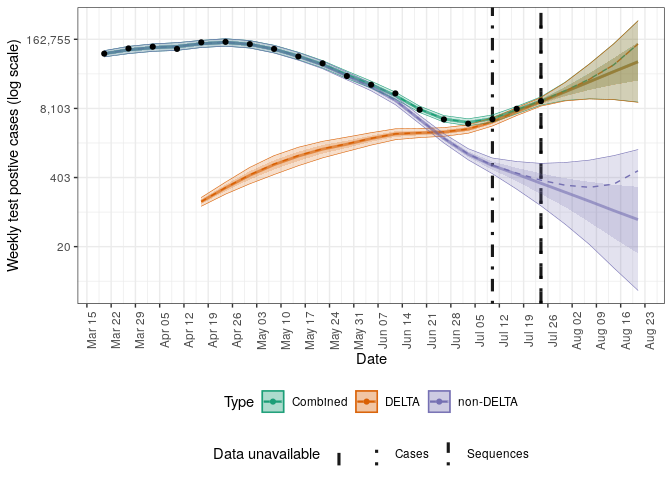 Weekly test postive cases (log scale)
162,755
8,103
403
20
Mar 15
Mar 22
Mar 29
Apr 05
Apr 12
Apr 19
Apr 26
May 03
May 10
May 17
May 24
May 31
Jun 07
Jun 14
Jun 21
Jun 28
Jul 05
Jul 12
Jul 19
Jul 26
Aug 02
Aug 09
Aug 16
Aug 23
Date
Type Combined DELTA non-DELTA
Data unavailable Cases Sequences